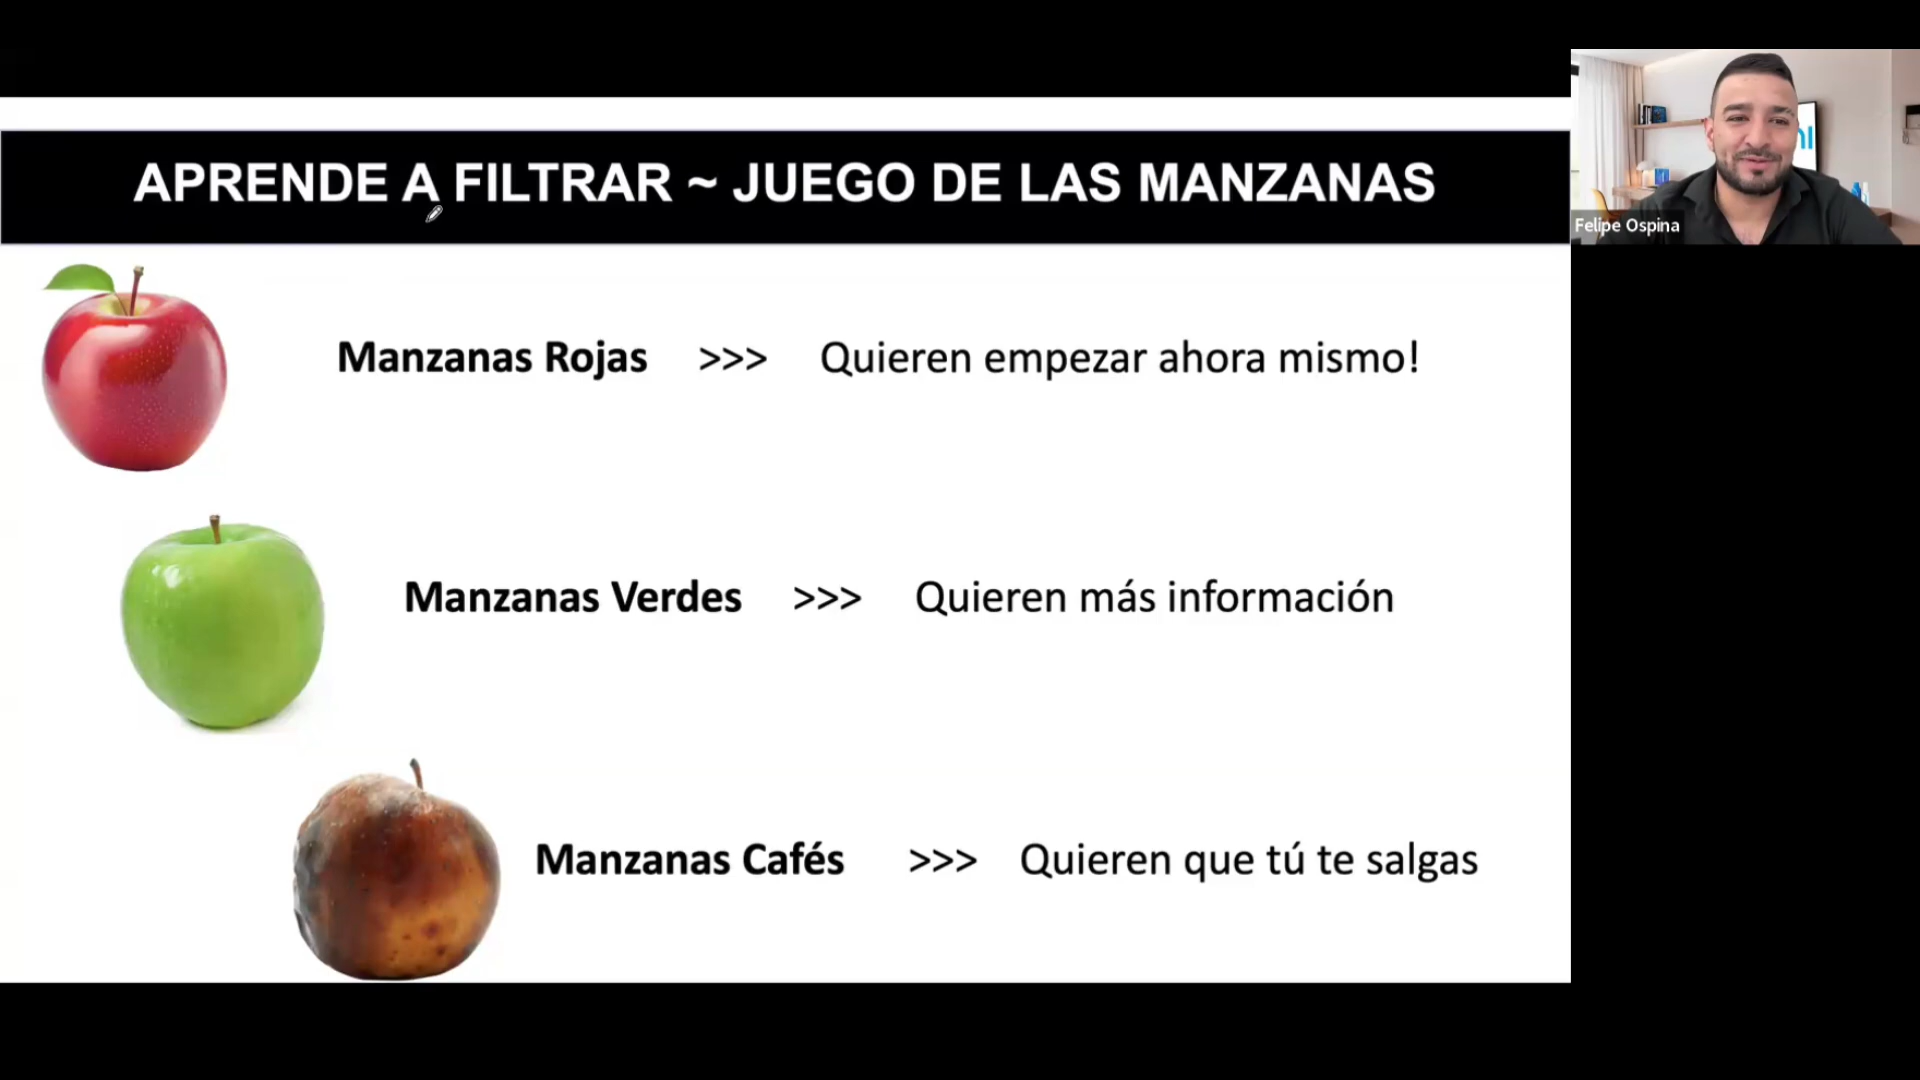 APRENDE A FILTRAR ~ JUEGO DE LAS MANZANAS
Felipe Ospina
Manzanas Rojas >>> Quieren empezar ahora mismo!
Manzanas Verdes >>> Quieren más información
Manzanas Cafés >>> Quieren que tú te salgas